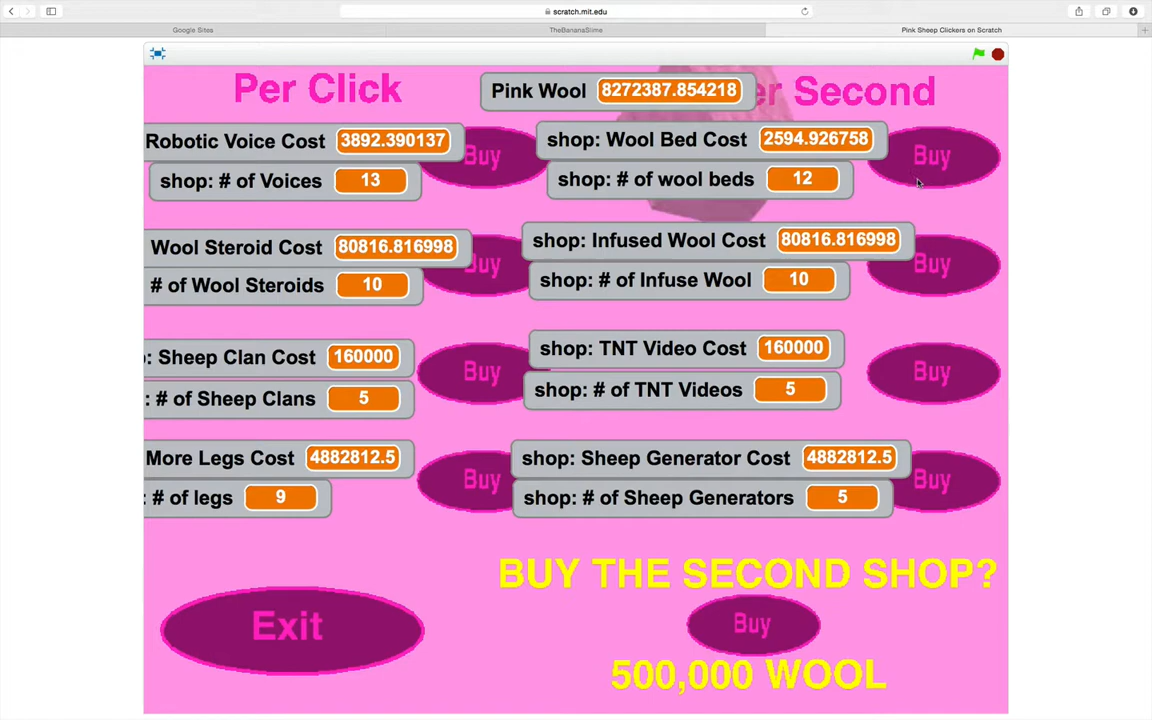 scratch.mit.edu
Google Sites
TheBananaSlime
Pink Sheep Clickers on Scratch
Per Click
Pink Wool 8272387.854218
er Second
Robotic Voice Cost 3892.390137
Buy
shop: Wool Bed Cost 2594.926758
Buy
shop: # of Voices 13
shop: # of wool beds 12
Wool Steroid Cost 80816.816998
Buy
shop: Infused Wool Cost 80816.816998
Buy
# of Wool Steroids 10
shop: # of Infuse Wool 10
: Sheep Clan Cost 160000
Buy
shop: TNT Video Cost 160000
Buy
: # of Sheep Clans 5
shop: # of TNT Videos 5
More Legs Cost 4882812.5
Buy
shop: Sheep Generator Cost 4882812.5
Buy
: # of legs 9
shop: # of Sheep Generators 5
BUY THE SECOND SHOP?
Exit
Buy
500,000 WOOL